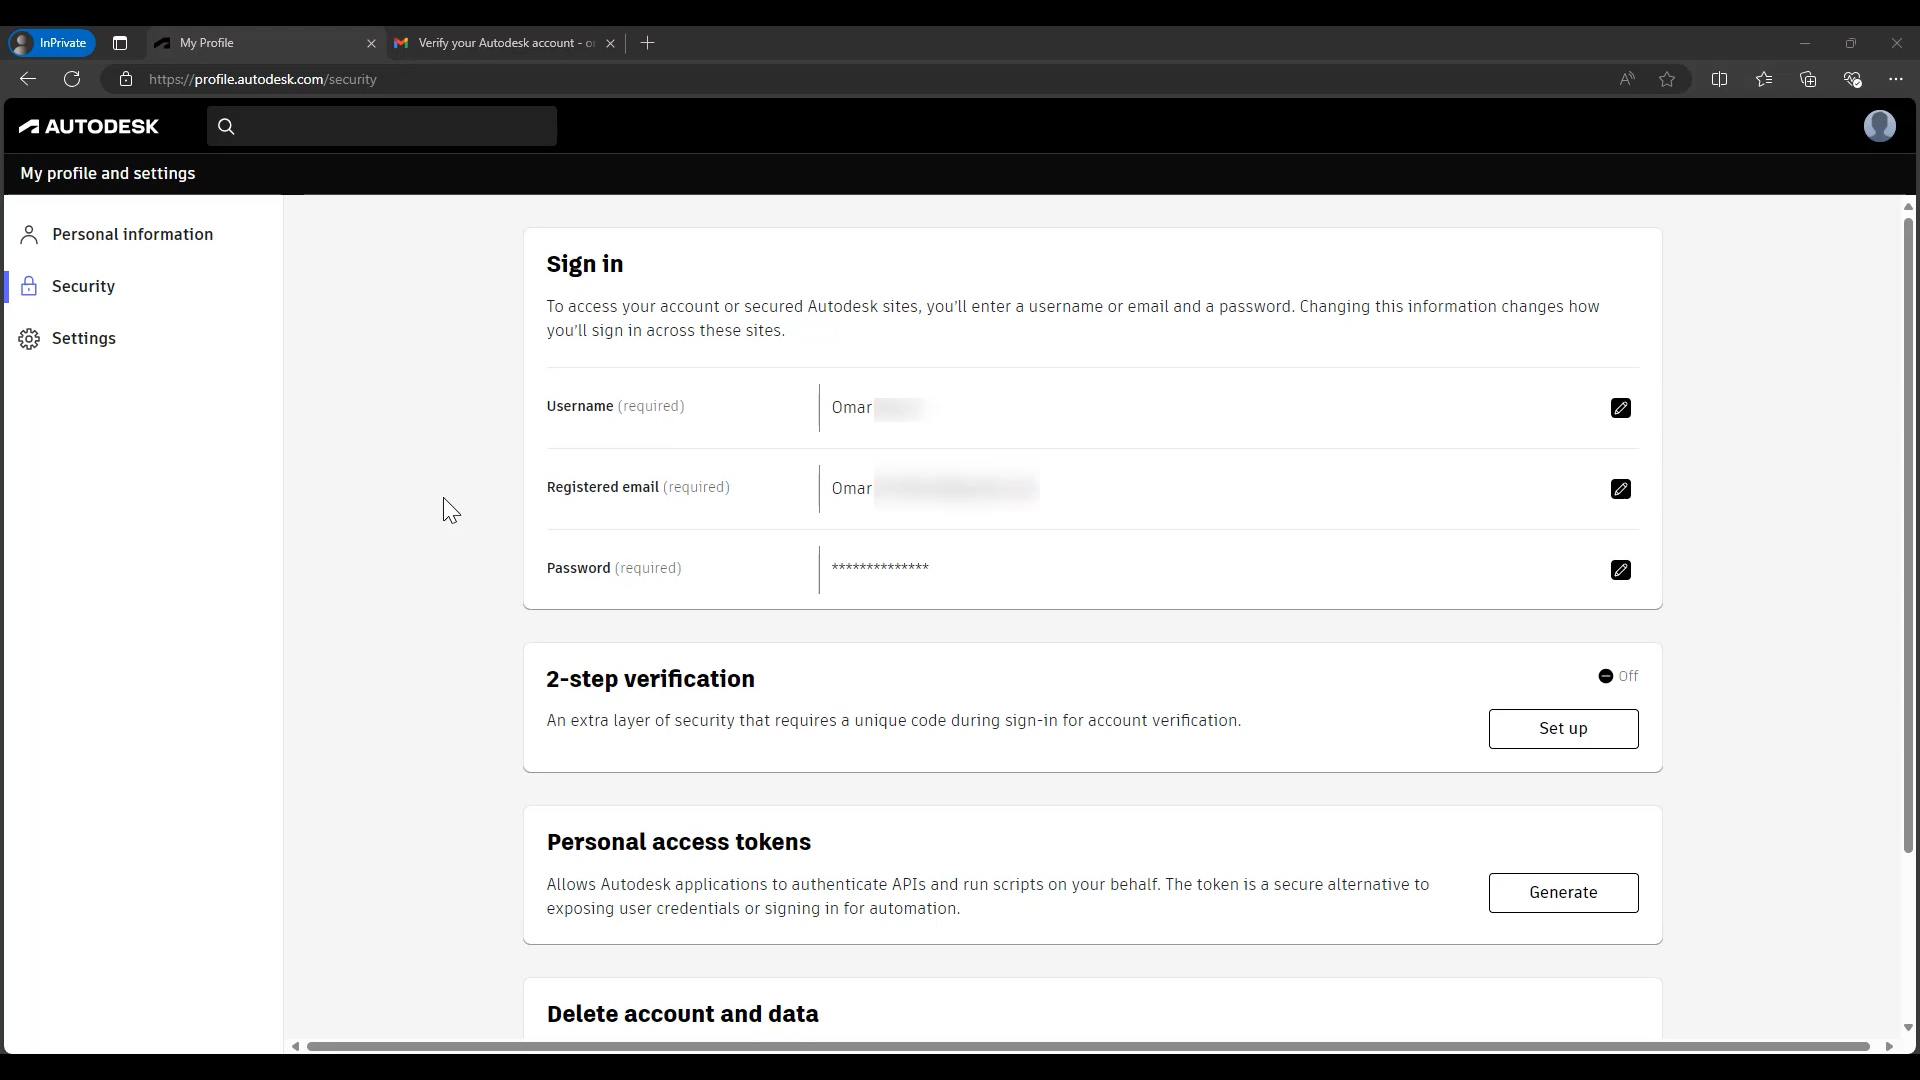 InPrivate
My Profile
Verify your Autodesk account - o
https://profile.autodesk.com/security
AUTODESK
My profile and settings
Personal information
Security
Settings
Sign in
To access your account or secured Autodesk sites, you’ll enter a username or email and a password. Changing this information changes how
you’ll sign in across these sites.
Username (required)
Omar
Registered email (required)
Omar
Password (required)
**************
2-step verification
Off
An extra layer of security that requires a unique code during sign-in for account verification.
Set up
Personal access tokens
Allows Autodesk applications to authenticate APIs and run scripts on your behalf. The token is a secure alternative to
exposing user credentials or signing in for automation.
Generate
Delete account and data